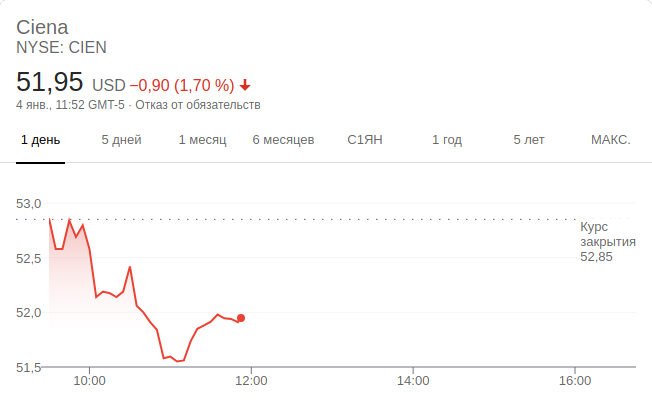 Ciena
NYSE: CIEN
51,95 USD −0,90 (1,70 %)
4 янв., 11:52 GMT-5 · Отказ от обязательств
1 день 5 дней 1 месяц 6 месяцев С1ЯН 1 год 5 лет МАКС.
53,0
Курс
закрытия
52,85
52,5
52,0
51,5
10:00 12:00 14:00 16:00